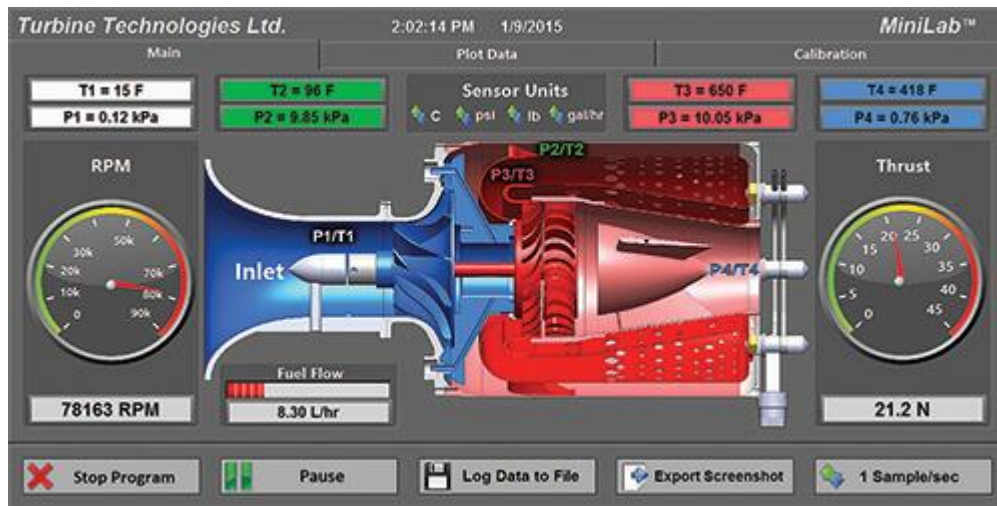 Turbine Technologies Ltd. 2:02:14 PM 1/9/2015 MiniLab™
Main Plot Data Calibration
T1 = 15 F
P1 = 0.12 kPa
T2 = 96 F
P2 = 9.85 kPa
Sensor Units
C psi lb gal/hr
T3 = 650 F
P3 = 10.05 kPa
T4 = 418 F
P4 = 0.76 kPa
RPM
0
10k
20k
30k
50k
70k
80k
90k
78163 RPM
P2/T2
P3/T3
P1/T1
Inlet
P4/T4
Fuel Flow
8.30 L/hr
Thrust
0
5
10
15
20
25
30
35
40
45
21.2 N
Stop Program
Pause
Log Data to File
Export Screenshot
1 Sample/sec